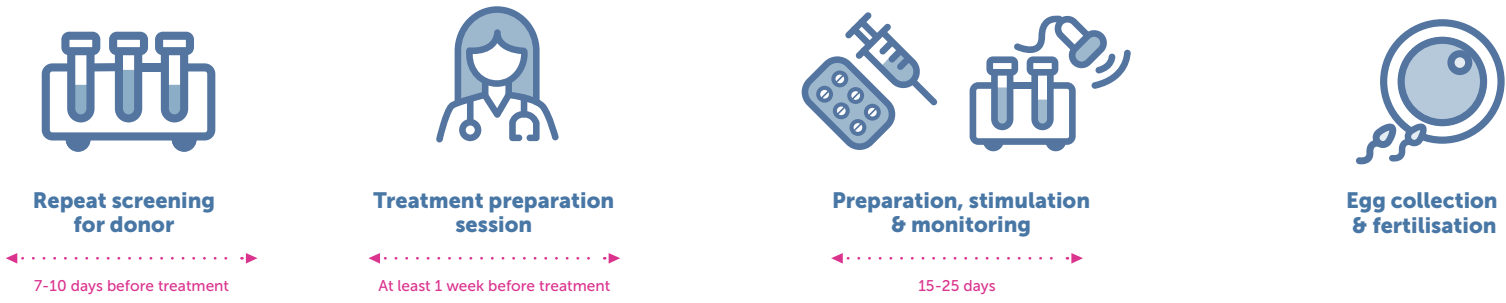 Repeat screening
for donor
7-10 days before treatment
Treatment preparation
session
At least 1 week before treatment
Preparation, stimulation
& monitoring
15-25 days
Egg collection
& fertilisation